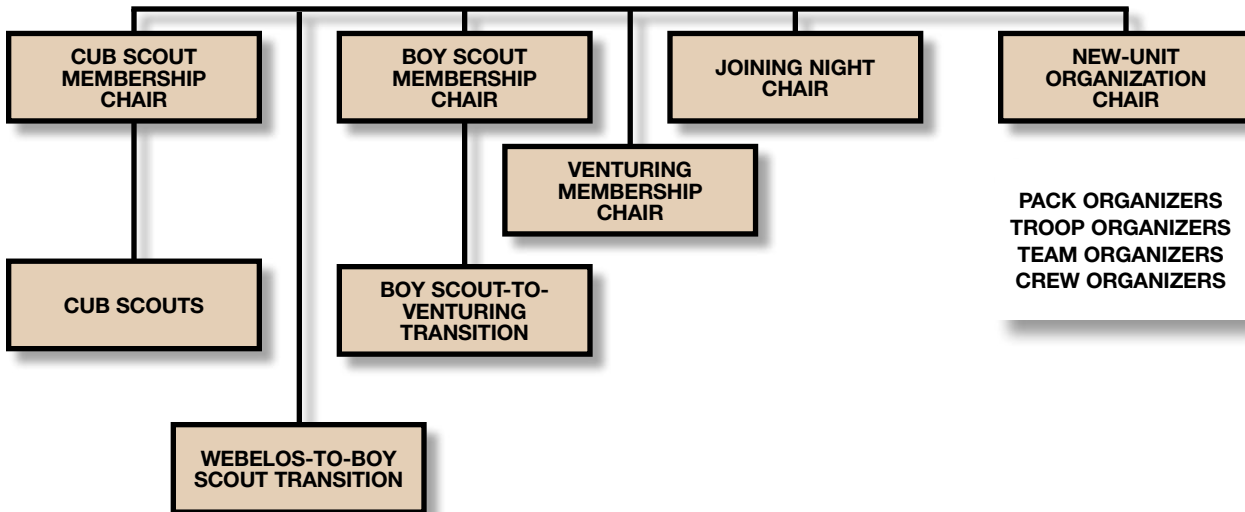 CUB SCOUT
MEMBERSHIP
CHAIR
BOY SCOUT
MEMBERSHIP
CHAIR
JOINING NIGHT
CHAIR
NEW-UNIT
ORGANIZATION
CHAIR
VENTURING
MEMBERSHIP
CHAIR
PACK ORGANIZERS
TROOP ORGANIZERS
TEAM ORGANIZERS
CREW ORGANIZERS
CUB SCOUTS
BOY SCOUT-TO-
VENTURING
TRANSITION
WEBELOS-TO-BOY
SCOUT TRANSITION